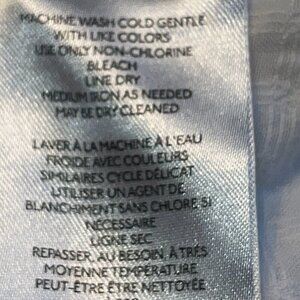 MACHINE WASH COLD GENTLE
WITH LIKE COLORS
USE ONLY NON-CHLORINE
BLEACH
LINE DRY
MEDIUM IRON AS NEEDED
MAY BE DRY CLEANED
LAVER À LA MACHINE À L'EAU
FROIDE AVEC COULEURS
SIMILAIRES CYCLE DÉLICAT
UTILISER UN AGENT DE
BLANCHIMENT SANS CHLORE SI
NÉCESSAIRE
LIGNE SEC
REPASSER, AU BESOIN, À TRÈS
MOYENNE TEMPÉRATURE
PEUT-ÊTRE ÊTRE NETTOYÉE